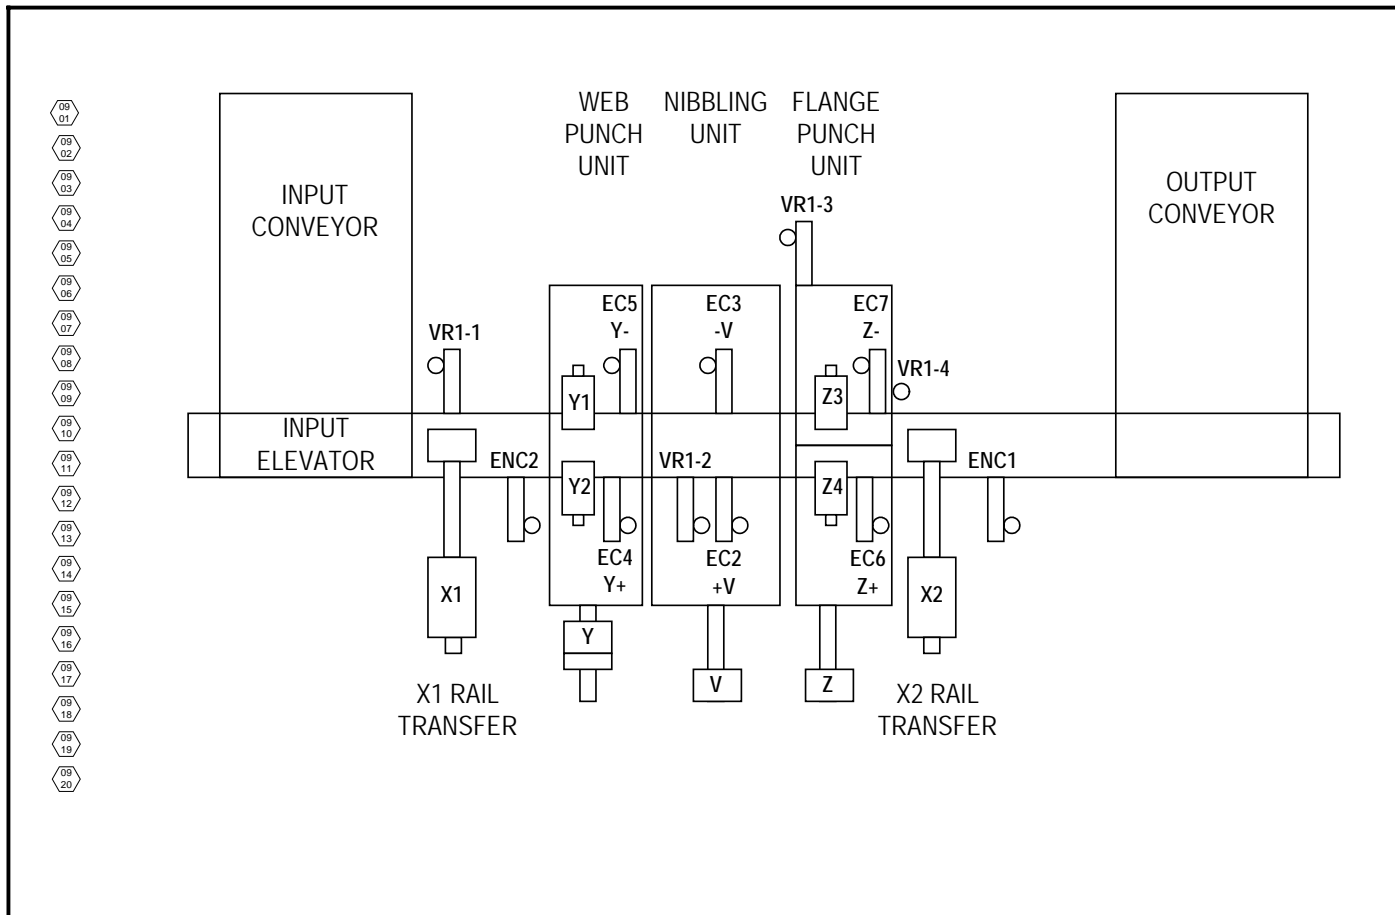 09
01
09
02
09
03
09
04
09
05
09
06
09
07
09
08
09
09
09
10
09
11
09
12
09
13
09
14
09
15
09
16
09
17
09
18
09
19
09
20
WEB
PUNCH
UNIT
NIBBLING
UNIT
FLANGE
PUNCH
UNIT
INPUT
CONVEYOR
OUTPUT
CONVEYOR
VR1-3
EC5
Y-
EC3
-V
EC7
Z-
VR1-1
VR1-4
Y1
Z3
INPUT
ELEVATOR
ENC2
VR1-2
ENC1
Y2
Z4
EC4
Y+
EC2
+V
EC6
Z+
X1
X2
Y
V
Z
X1 RAIL
TRANSFER
X2 RAIL
TRANSFER